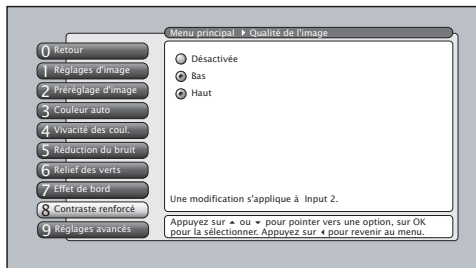 Menu principal ▸ Qualité de l'image
0 Retour
1 Réglages d'image
2 Préréglage d'image
3 Couleur auto
4 Vivacité des coul.
5 Réduction du bruit
6 Relief des verts
7 Effet de bord
8 Contraste renforcé
9 Réglages avancés
Désactivée
Bas
Haut
Une modification s'applique à Input 2.
Appuyez sur ▴ ou ▾ pour pointer vers une option, sur OK
pour la sélectionner. Appuyez sur ◂ pour revenir au menu.